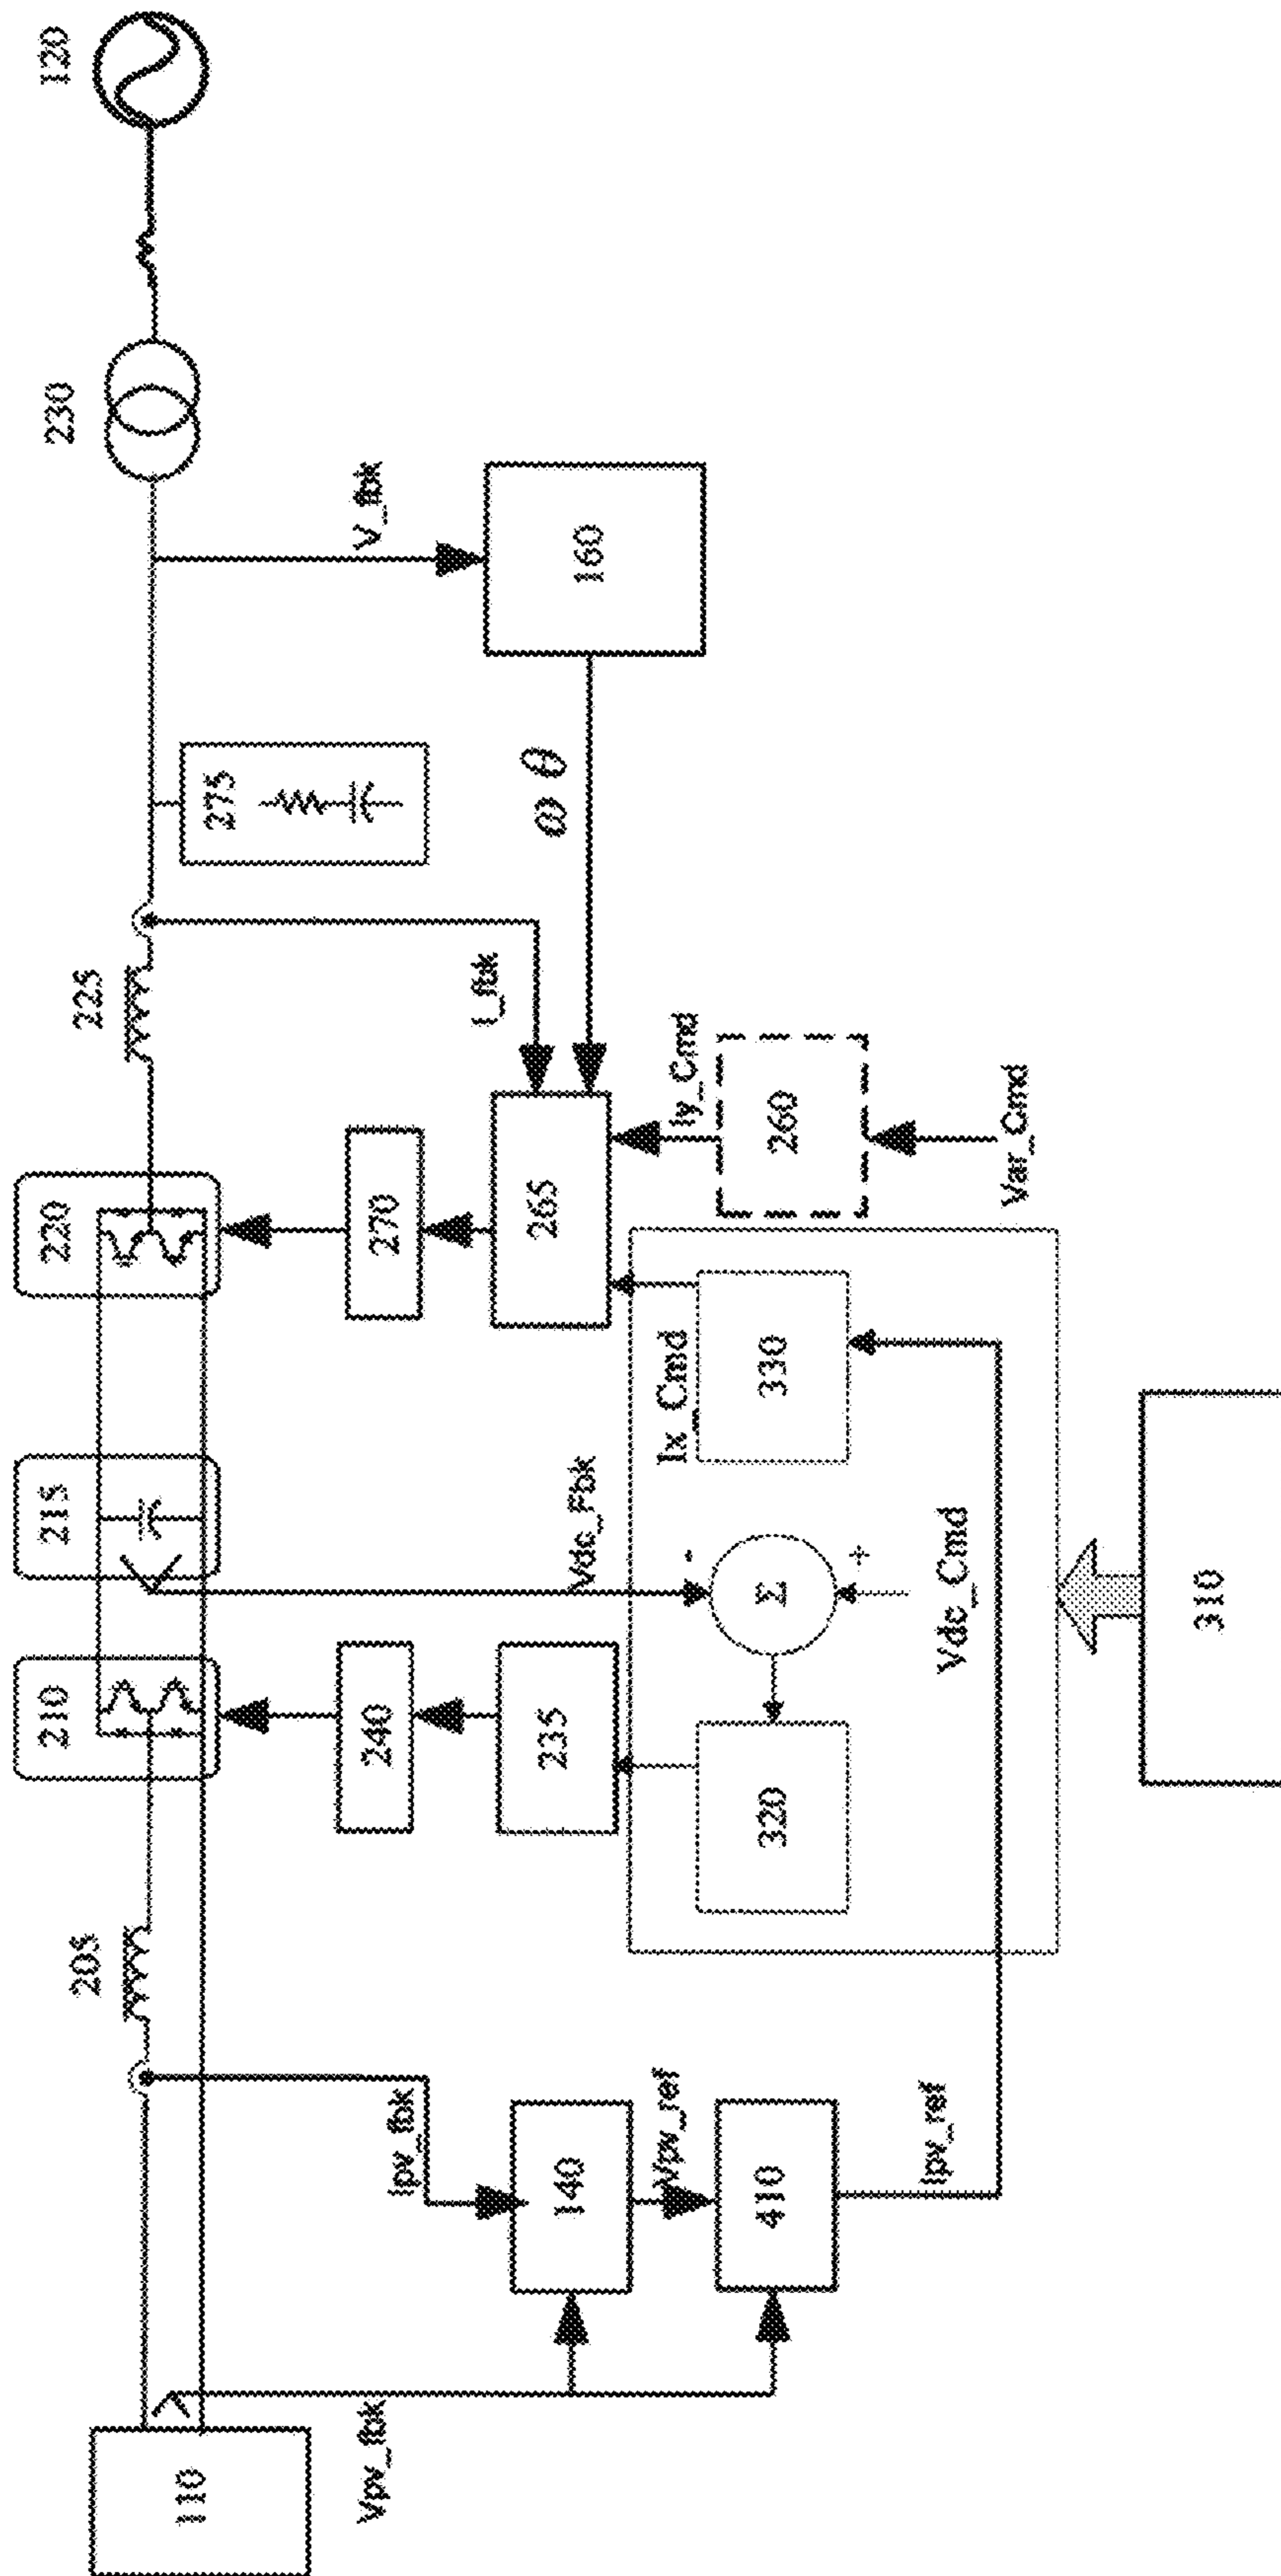 110
205
210
215
220
225
230
120
Vpv_fbk
Ipv_fbk
240
Vdc_Fbk
270
275
V_fbk
140
235
265
I_fbk
ω θ
160
Vpv_ref
410
320
Σ
-
+
Ix_Cmd
330
Iy_Cmd
260
Ipv_ref
Vdc_Cmd
Var_Cmd
310